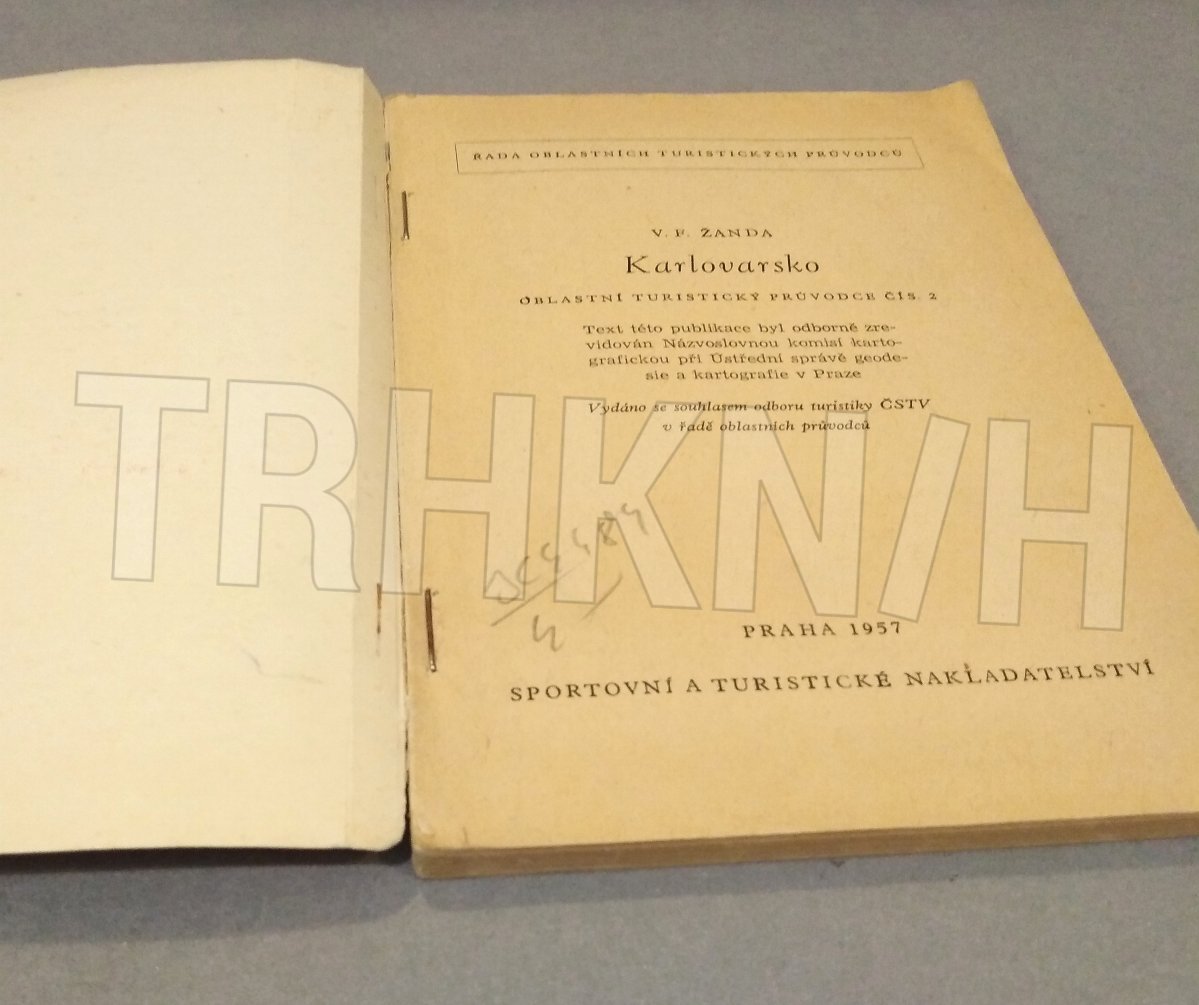 ŘADA OBLASTNÍCH TURISTICKÝCH PRŮVODCŮ
V. F. ŽANDA
Karlovarsko
OBLASTNÍ TURISTICKÝ PRŮVODCE ČÍS. 2
Text této publikace byl odborně zre-
vidován Názvoslovnou komisí karto-
grafickou při Ústřední správě geode-
sie a kartografie v Praze
Vydáno se souhlasem odboru turistiky ČSTV
v řadě oblastních průvodců
TRHKN/H
PRAHA 1957
SPORTOVNÍ A TURISTICKÉ NAKLADATELSTVÍ